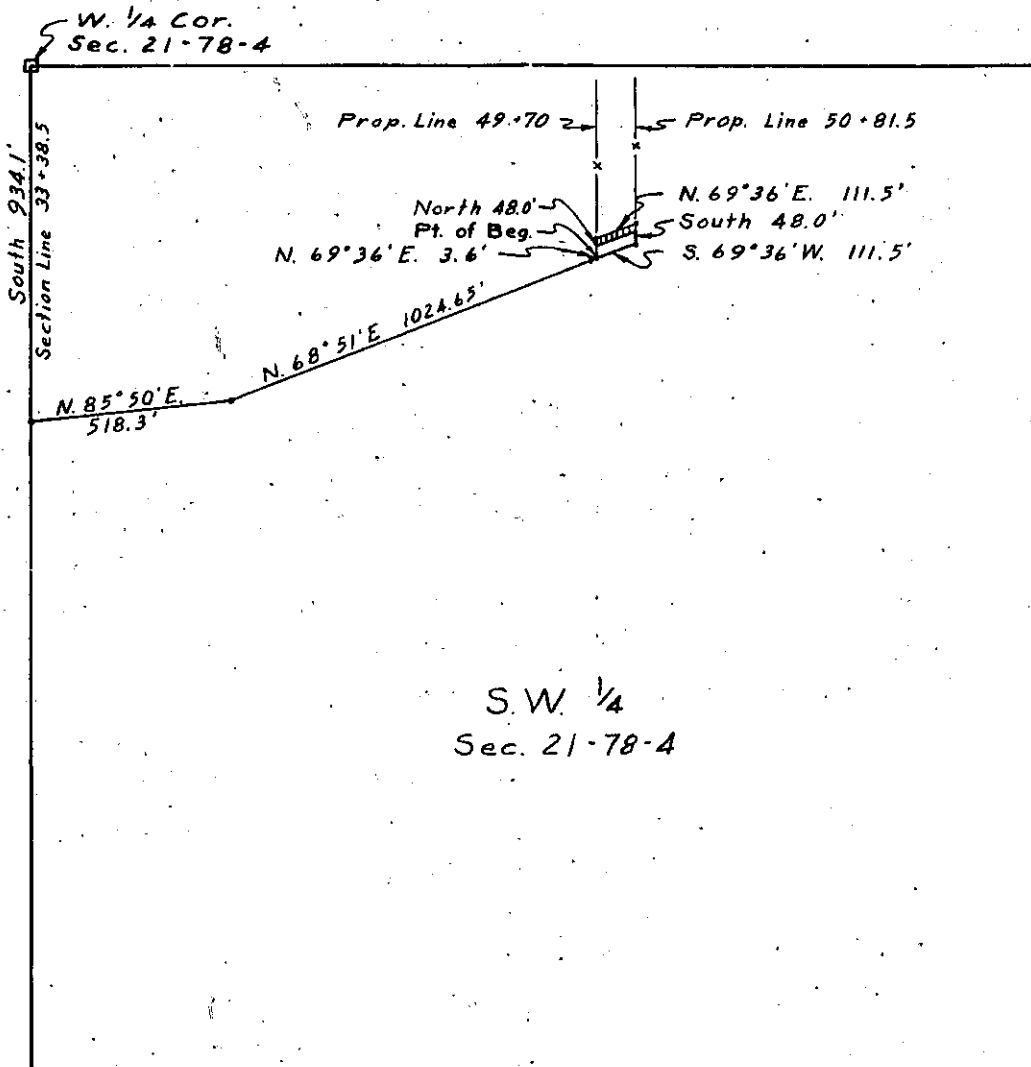 W. 1/4 Cor.
Sec. 21-78-4
South 934.1'
Section Line 33+38.5
Prop. Line 49+70
Prop. Line 50+81.5
North 48.0'
Pt. of Beg.
N. 69°36'E. 3.6'
N. 69°36'E. 111.5'
South 48.0'
S. 69°36'W. 111.5'
N. 68°51'E 1024.65'
N. 85°50'E.
518.3'
S.W. 1/4
Sec. 21-78-4